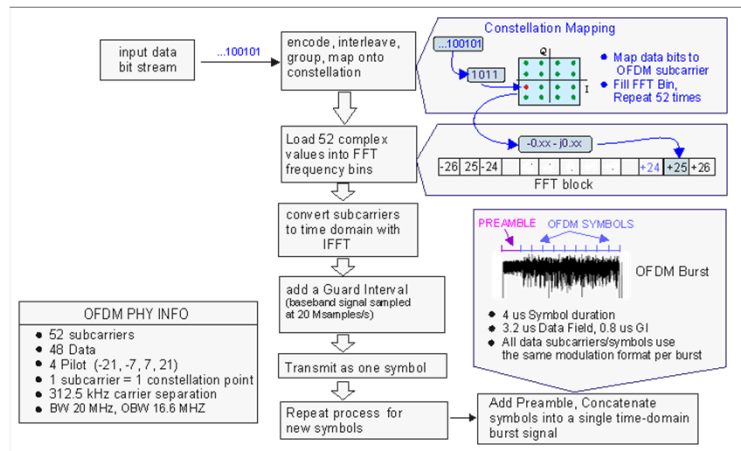 input data
bit stream
...100101
encode, interleave,
group, map onto
constellation
Constellation Mapping
...100101
1011
Q
I
● Map data bits to
OFDM subcarrier
● Fill FFT Bin,
Repeat 52 times
Load 52 complex
values into FFT
frequency bins
-0.xx - j0.xx
-26 25 -24 . . . . . +24 +25 +26
FFT block
convert subcarriers
to time domain with
IFFT
add a Guard Interval
(baseband signal sampled
at 20 Msamples/s)
Transmit as one symbol
Repeat process for
new symbols
PREAMBLE
OFDM SYMBOLS
OFDM Burst
● 4 us Symbol duration
● 3.2 us Data Field, 0.8 us GI
● All data subcarriers/symbols use
the same modulation format per burst
Add Preamble, Concatenate
symbols into a single time-domain
burst signal
OFDM PHY INFO
● 52 subcarriers
● 48 Data
● 4 Pilot (-21, -7, 7, 21)
● 1 subcarrier = 1 constellation point
● 312.5 kHz carrier separation
● BW 20 MHz, OBW 16.6 MHZ